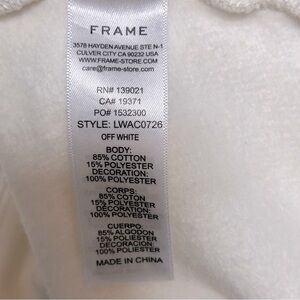 FRAME
3578 HAYDEN AVENUE STE N-1
CULVER CITY CA 90232 USA
WWW.FRAME-STORE.COM
care@frame-store.com
RN# 139021
CA# 19371
PO# 1532300
STYLE: LWAC0726
OFF WHITE
BODY:
85% COTTON
15% POLYESTER
DECORATION:
100% POLYESTER
CORPS:
85% COTON
15% POLYESTER
DECORATION:
100% POLYESTER
CUERPO:
85% ALGODON
15% POLIESTER
DECORACION:
100% POLIESTER
MADE IN CHINA